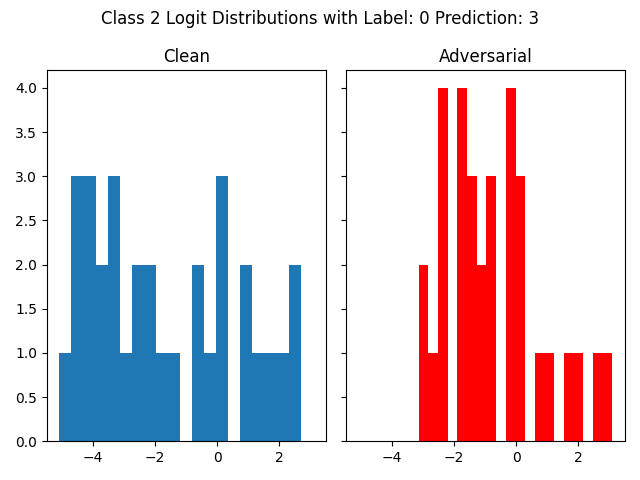 Class 2 Logit Distributions with Label: 0 Prediction: 3
Clean
Adversarial
4.0
3.5
3.0
2.5
2.0
1.5
1.0
0.5
0.0
−4 −2 0 2
−4 −2 0 2